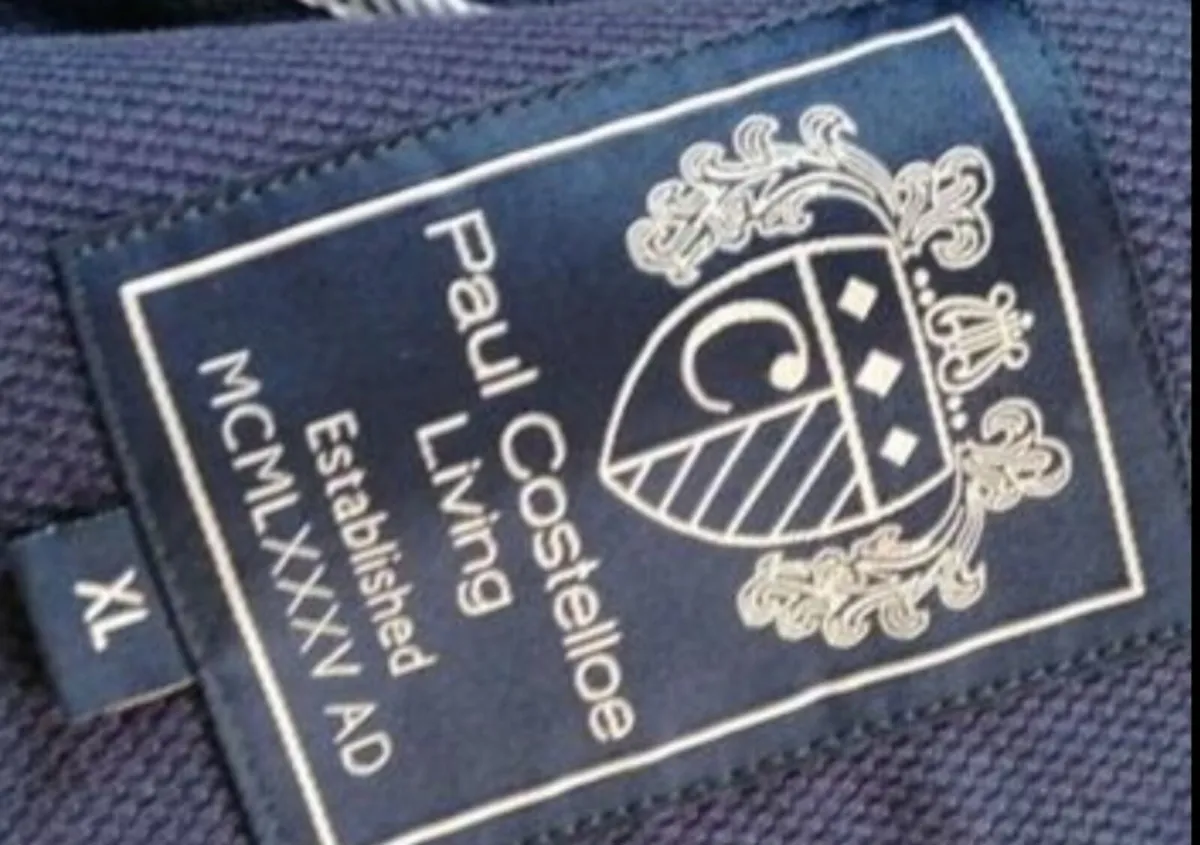 Paul Costelloe
Living
Established
MCMLXXXV AD
XL